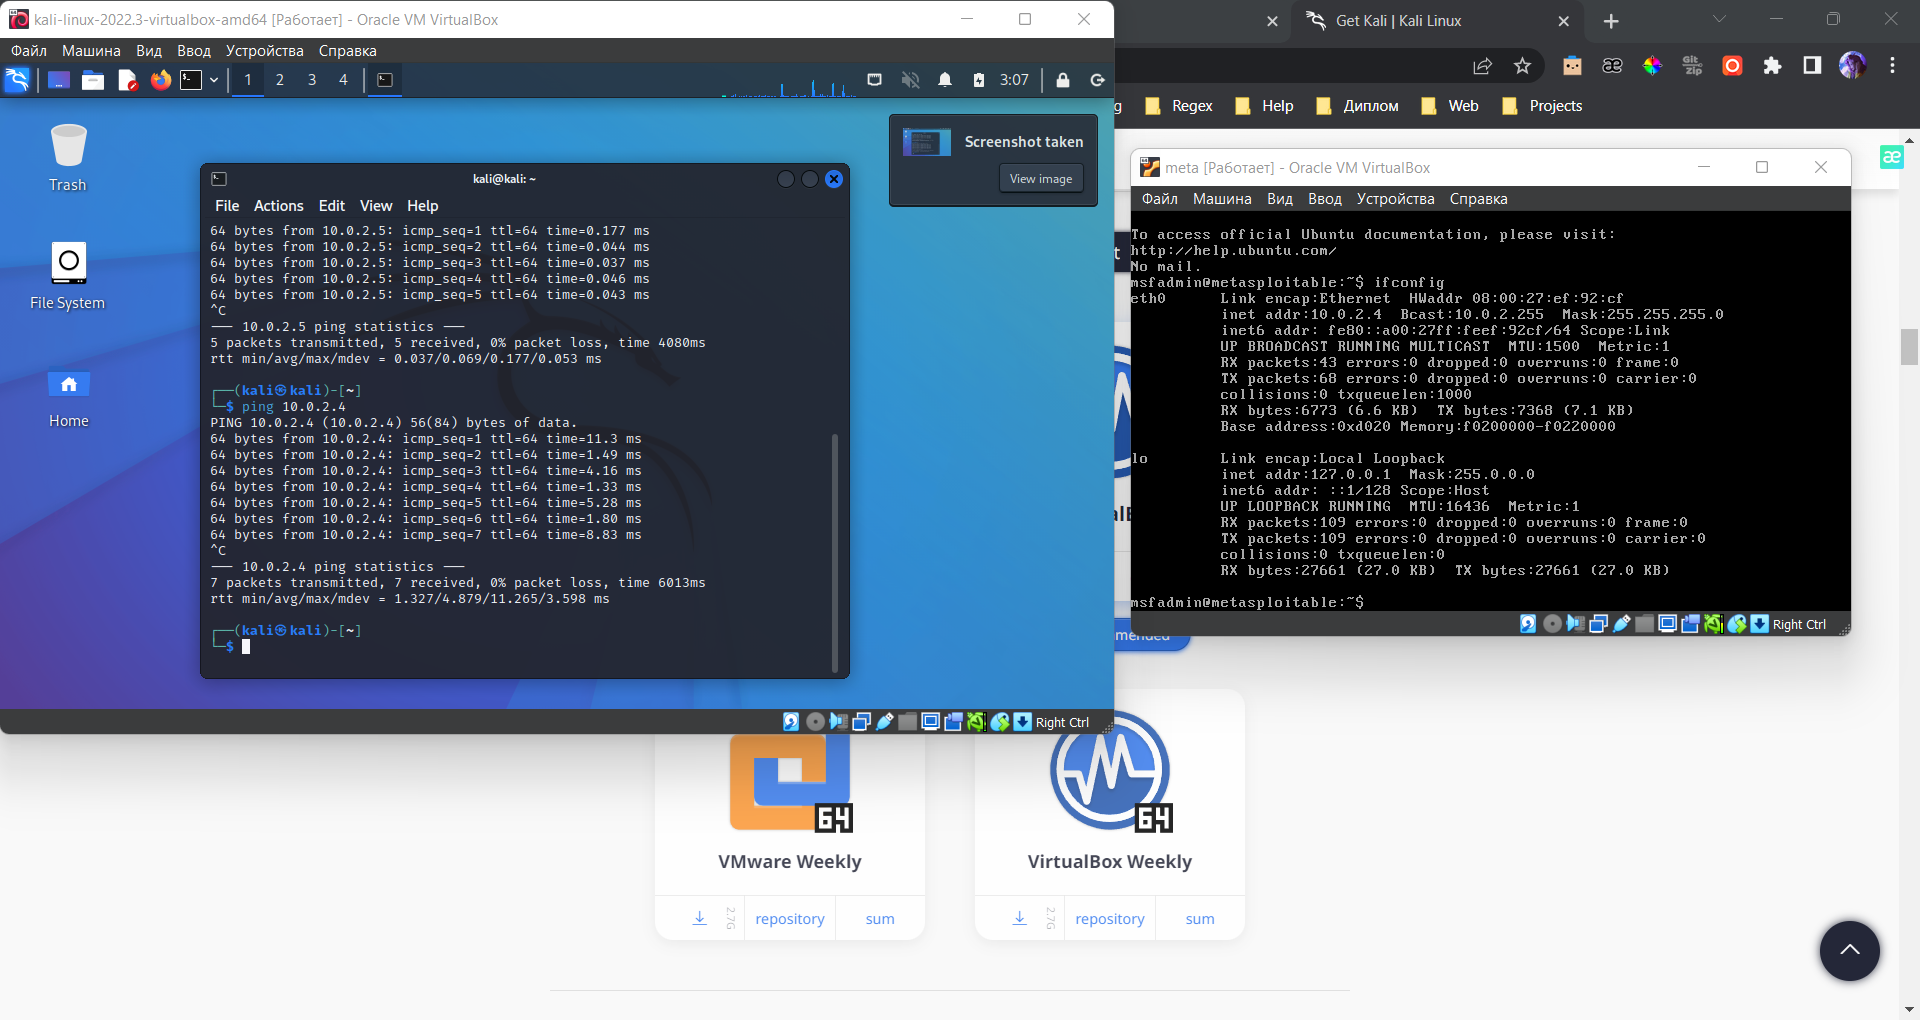 kali-linux-2022.3-virtualbox-amd64 [Работает] - Oracle VM VirtualBox
Файл Машина Вид Ввод Устройства Справка
1 2 3 4
3:07
Trash
File System
Home
Screenshot taken
View image
kali@kali: ~
File Actions Edit View Help
64 bytes from 10.0.2.5: icmp_seq=1 ttl=64 time=0.177 ms
64 bytes from 10.0.2.5: icmp_seq=2 ttl=64 time=0.044 ms
64 bytes from 10.0.2.5: icmp_seq=3 ttl=64 time=0.037 ms
64 bytes from 10.0.2.5: icmp_seq=4 ttl=64 time=0.046 ms
64 bytes from 10.0.2.5: icmp_seq=5 ttl=64 time=0.043 ms
^C
--- 10.0.2.5 ping statistics ---
5 packets transmitted, 5 received, 0% packet loss, time 4080ms
rtt min/avg/max/mdev = 0.037/0.069/0.177/0.053 ms
┌──(kali㉿kali)-[~]
└─$ ping 10.0.2.4
PING 10.0.2.4 (10.0.2.4) 56(84) bytes of data.
64 bytes from 10.0.2.4: icmp_seq=1 ttl=64 time=11.3 ms
64 bytes from 10.0.2.4: icmp_seq=2 ttl=64 time=1.49 ms
64 bytes from 10.0.2.4: icmp_seq=3 ttl=64 time=4.16 ms
64 bytes from 10.0.2.4: icmp_seq=4 ttl=64 time=1.33 ms
64 bytes from 10.0.2.4: icmp_seq=5 ttl=64 time=5.28 ms
64 bytes from 10.0.2.4: icmp_seq=6 ttl=64 time=1.80 ms
64 bytes from 10.0.2.4: icmp_seq=7 ttl=64 time=8.83 ms
^C
--- 10.0.2.4 ping statistics ---
7 packets transmitted, 7 received, 0% packet loss, time 6013ms
rtt min/avg/max/mdev = 1.327/4.879/11.265/3.598 ms
┌──(kali㉿kali)-[~]
└─$
Right Ctrl
Get Kali | Kali Linux
æ
Git zip
g Regex Help Диплом Web Projects
æ
meta [Работает] - Oracle VM VirtualBox
Файл Машина Вид Ввод Устройства Справка
To access official Ubuntu documentation, please visit:
http://help.ubuntu.com/
No mail.
msfadmin@metasploitable:~$ ifconfig
eth0 Link encap:Ethernet HWaddr 08:00:27:ef:92:cf
inet addr:10.0.2.4 Bcast:10.0.2.255 Mask:255.255.255.0
inet6 addr: fe80::a00:27ff:feef:92cf/64 Scope:Link
UP BROADCAST RUNNING MULTICAST MTU:1500 Metric:1
RX packets:43 errors:0 dropped:0 overruns:0 frame:0
TX packets:68 errors:0 dropped:0 overruns:0 carrier:0
collisions:0 txqueuelen:1000
RX bytes:6773 (6.6 KB) TX bytes:7368 (7.1 KB)
Base address:0xd020 Memory:f0200000-f0220000
lo Link encap:Local Loopback
inet addr:127.0.0.1 Mask:255.0.0.0
inet6 addr: ::1/128 Scope:Host
UP LOOPBACK RUNNING MTU:16436 Metric:1
RX packets:109 errors:0 dropped:0 overruns:0 frame:0
TX packets:109 errors:0 dropped:0 overruns:0 carrier:0
collisions:0 txqueuelen:0
RX bytes:27661 (27.0 KB) TX bytes:27661 (27.0 KB)
msfadmin@metasploitable:~$
Right Ctrl
t
alB
mended
64
VMware Weekly
2.7G
repository
sum
64
VirtualBox Weekly
2.7G
repository
sum